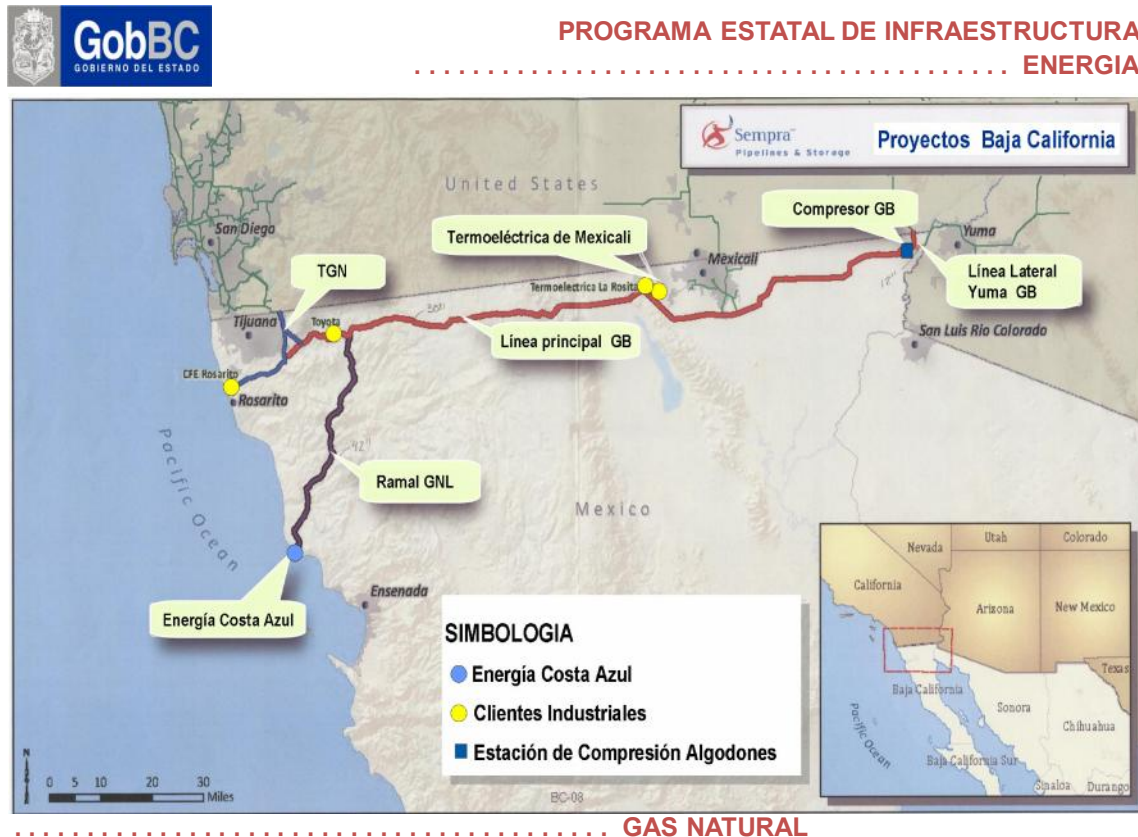 GobBC
GOBIERNO DEL ESTADO
PROGRAMA ESTATAL DE INFRAESTRUCTURA
. . . . . . . . . . . . . . . . . . . . . . . . . . . . . . . . . . . . . . . . . ENERGIA
Sempra
Pipelines & Storage
Proyectos Baja California
United States
San Diego
TGN
Termoeléctrica de Mexicali
Compresor GB
Yuma
Mexicali
Línea Lateral
Yuma GB
Termoelectrica La Rosita
12"
30"
Tijuana
Toyota
Línea principal GB
San Luis Rio Colorado
CFE Rosarito
Rosarito
42"
Pacific Ocean
Ramal GNL
Mexico
Energía Costa Azul
Ensenada
SIMBOLOGIA
Energía Costa Azul
Clientes Industriales
Estación de Compresión Algodones
Nevada
Utah
Colorado
California
Arizona
New Mexico
Texas
Baja California
Sonora
Chihuahua
Pacific Ocean
Baja California Sur
Sinaloa
Durango
N
0 5 10 20 30
Miles
BC-08
. . . . . . . . . . . . . . . . . . . . . . . . . . . . . . . . . . . . . . . . . GAS NATURAL